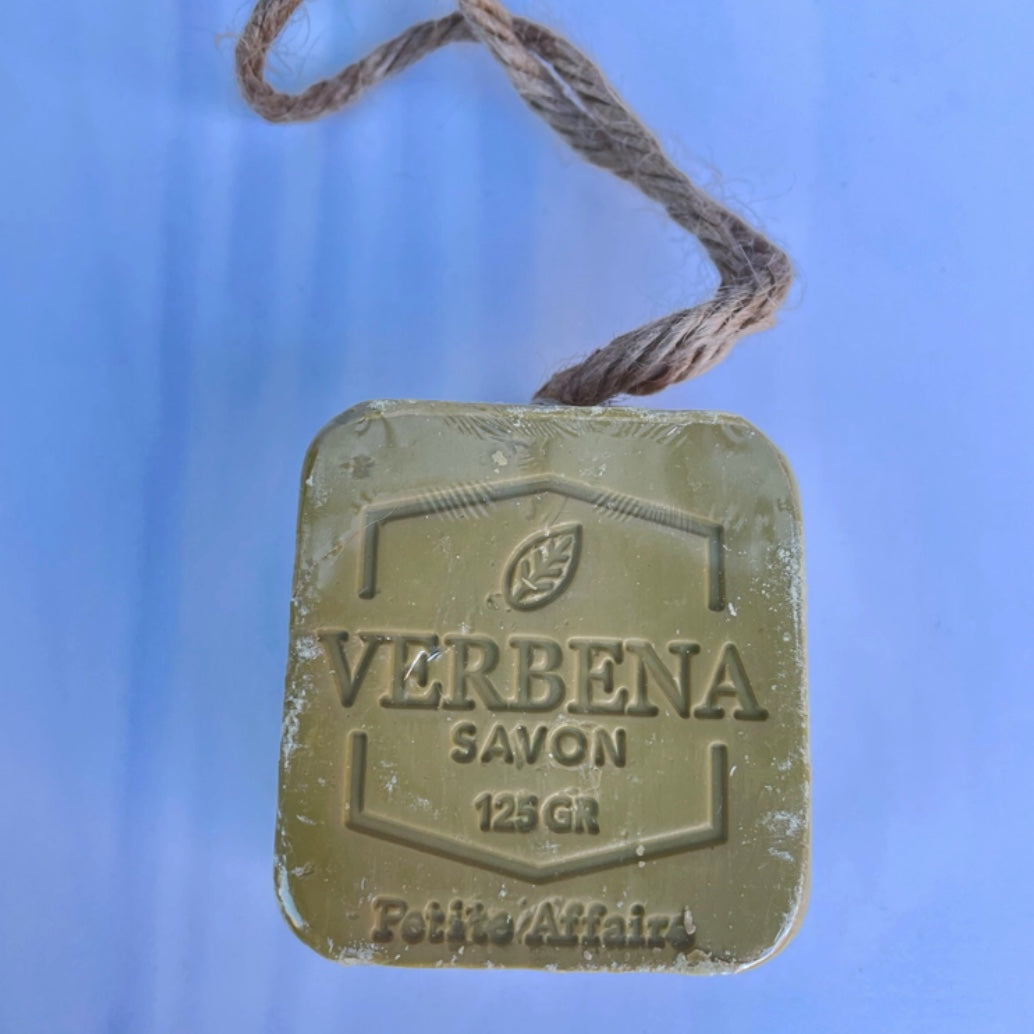 VERBENA
SAVON
125 GR
Petite Affaire